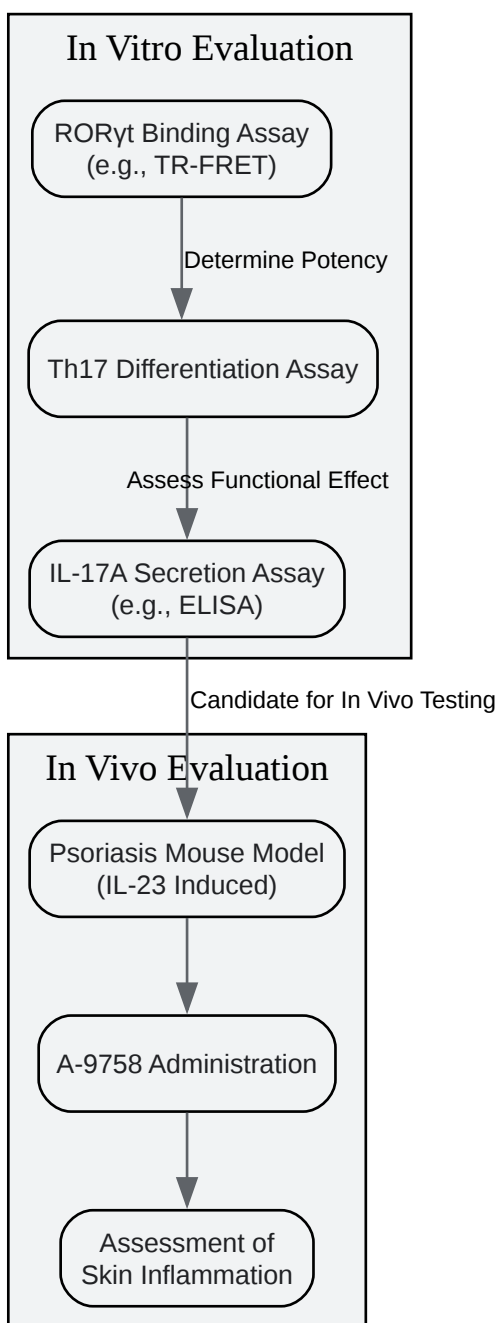 In Vitro Evaluation
RORγt Binding Assay
(e.g., TR-FRET)
Determine Potency
Th17 Differentiation Assay
Assess Functional Effect
IL-17A Secretion Assay
(e.g., ELISA)
Candidate for In Vivo Testing
In Vivo Evaluation
Psoriasis Mouse Model
(IL-23 Induced)
A-9758 Administration
Assessment of
Skin Inflammation